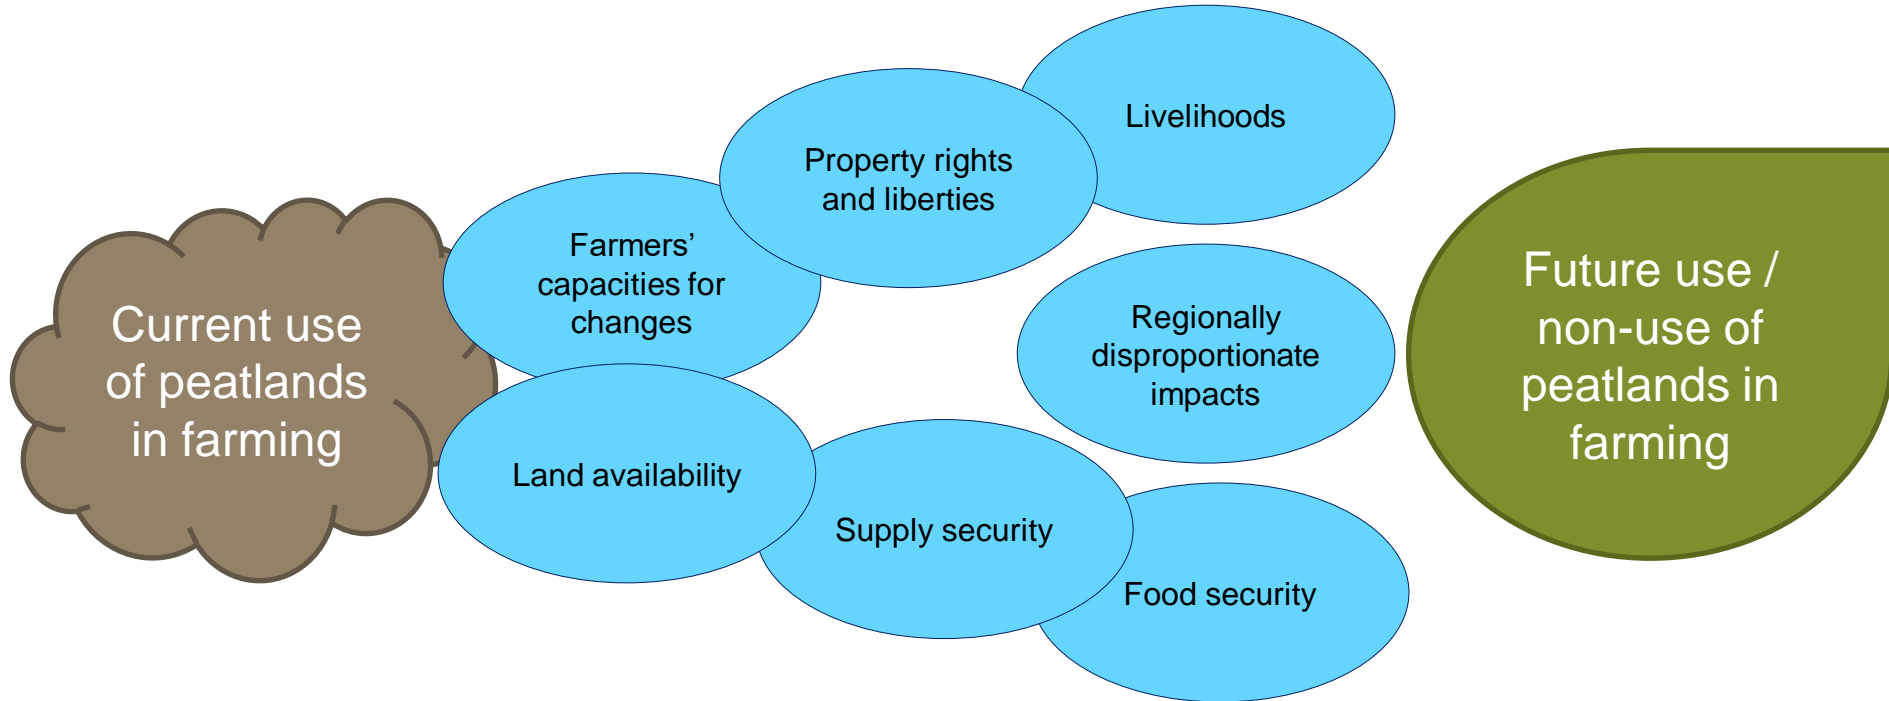 Current use
of peatlands
in farming
Farmers’
capacities for
changes
Land availability
Property rights
and liberties
Supply security
Livelihoods
Regionally
disproportionate
impacts
Food security
Future use /
non-use of
peatlands in
farming